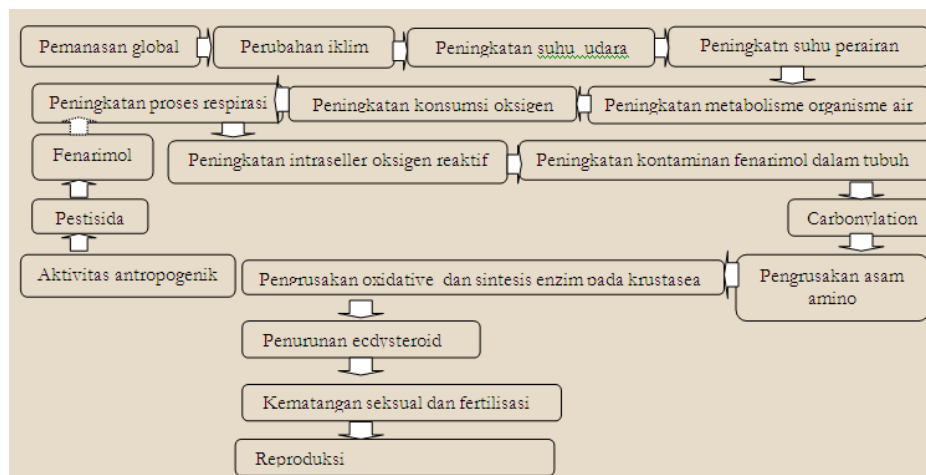 Pemanasan global
Perubahan iklim
Peningkatan suhu udara
Peningkatn suhu perairan
Peningkatan proses respirasi
Peningkatan konsumsi oksigen
Peningkatan metabolisme organisme air
Fenarimol
Peningkatan intraseller oksigen reaktif
Peningkatan kontaminan fenarimol dalam tubuh
Pestisida
Carbonylation
Aktivitas antropogenik
Pengrusakan oxidative dan sintesis enzim pada krustasea
Pengrusakan asam
amino
Penurunan ecdysteroid
Kematangan seksual dan fertilisasi
Reproduksi